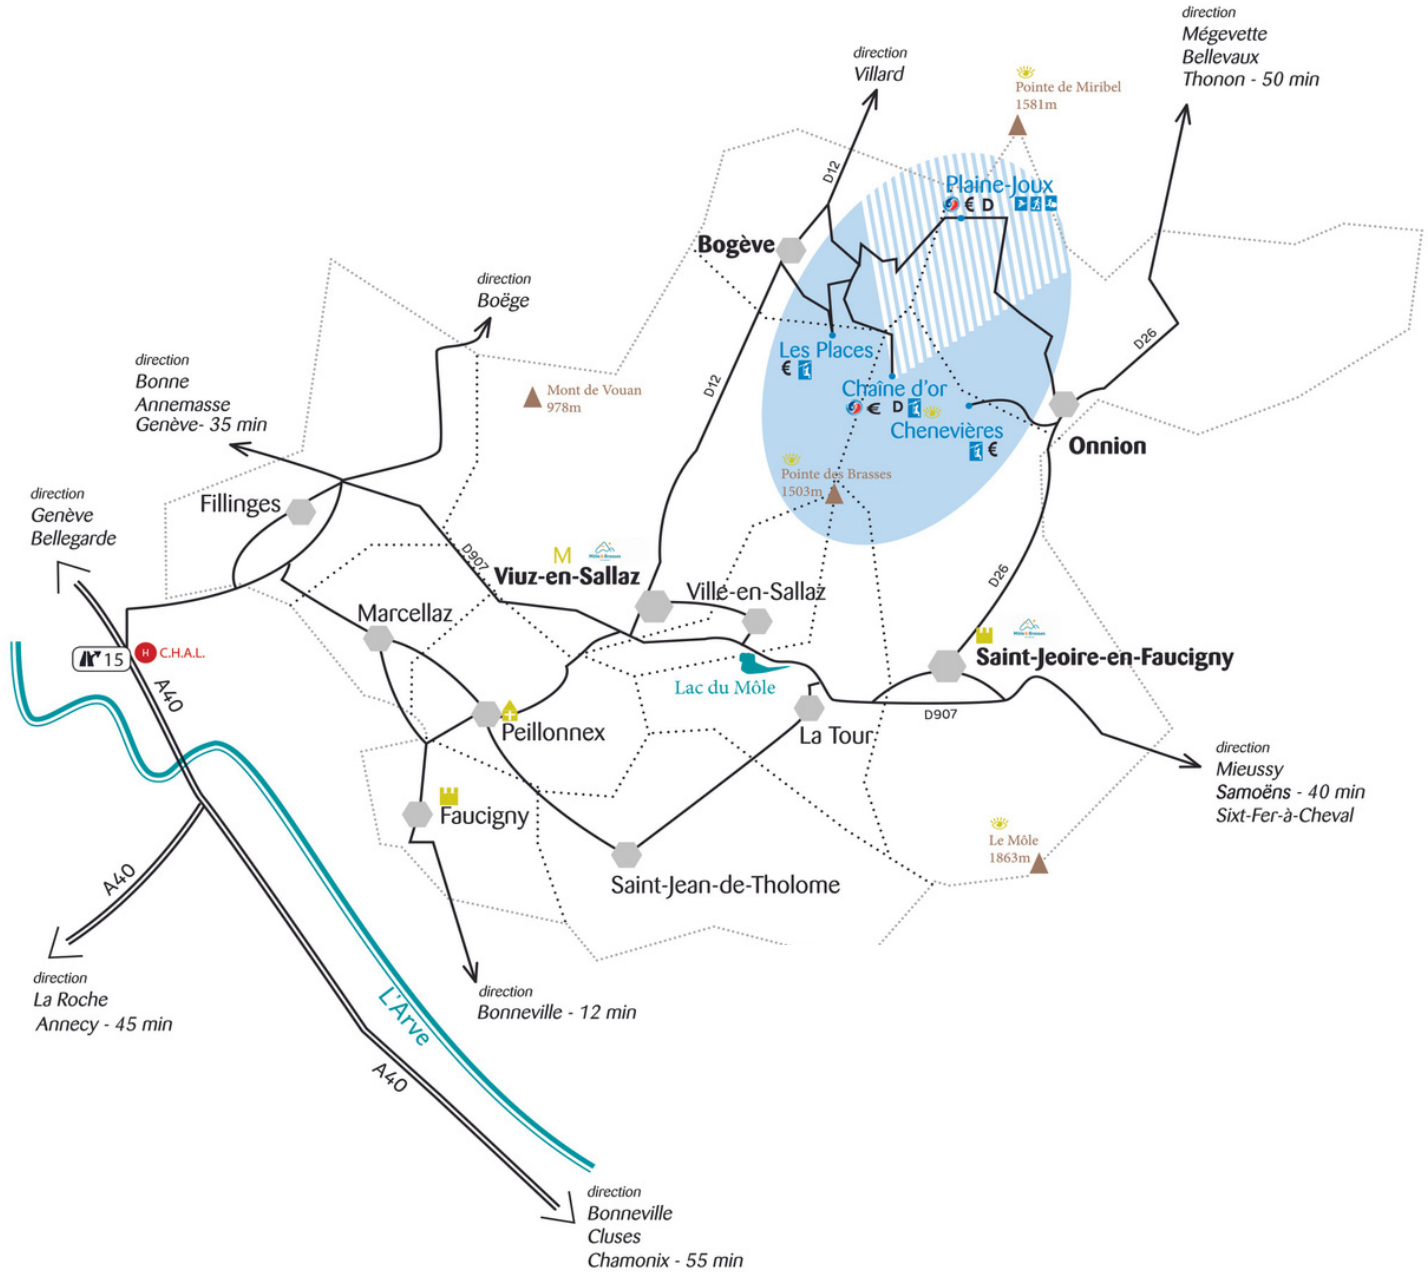 direction
Mégevette
Bellevaux
Thonon - 50 min
direction
Villard
Pointe de Miribel
1581m
D12
Plaine-Joux
€ D
Bogève
direction
Boëge
D26
direction
Bonne
Annemasse
Genève- 35 min
Les Places
€
Mont de Vouan
978m
D12
Chaîne d'or
€ D
Chenevières
€
Onnion
Pointe des Brasses
1503m
direction
Genève
Bellegarde
Fillinges
D907
M
Viuz-en-Sallaz
Ville-en-Sallaz
D26
Marcellaz
15
H
C.H.A.L.
Saint-Jeoire-en-Faucigny
A40
Lac du Môle
D907
Peillonnex
La Tour
direction
Mieussy
Samoëns - 40 min
Sixt-Fer-à-Cheval
Faucigny
Le Môle
1863m
A40
Saint-Jean-de-Tholome
direction
La Roche
Annecy - 45 min
direction
Bonneville - 12 min
L'Arve
A40
direction
Bonneville
Cluses
Chamonix - 55 min